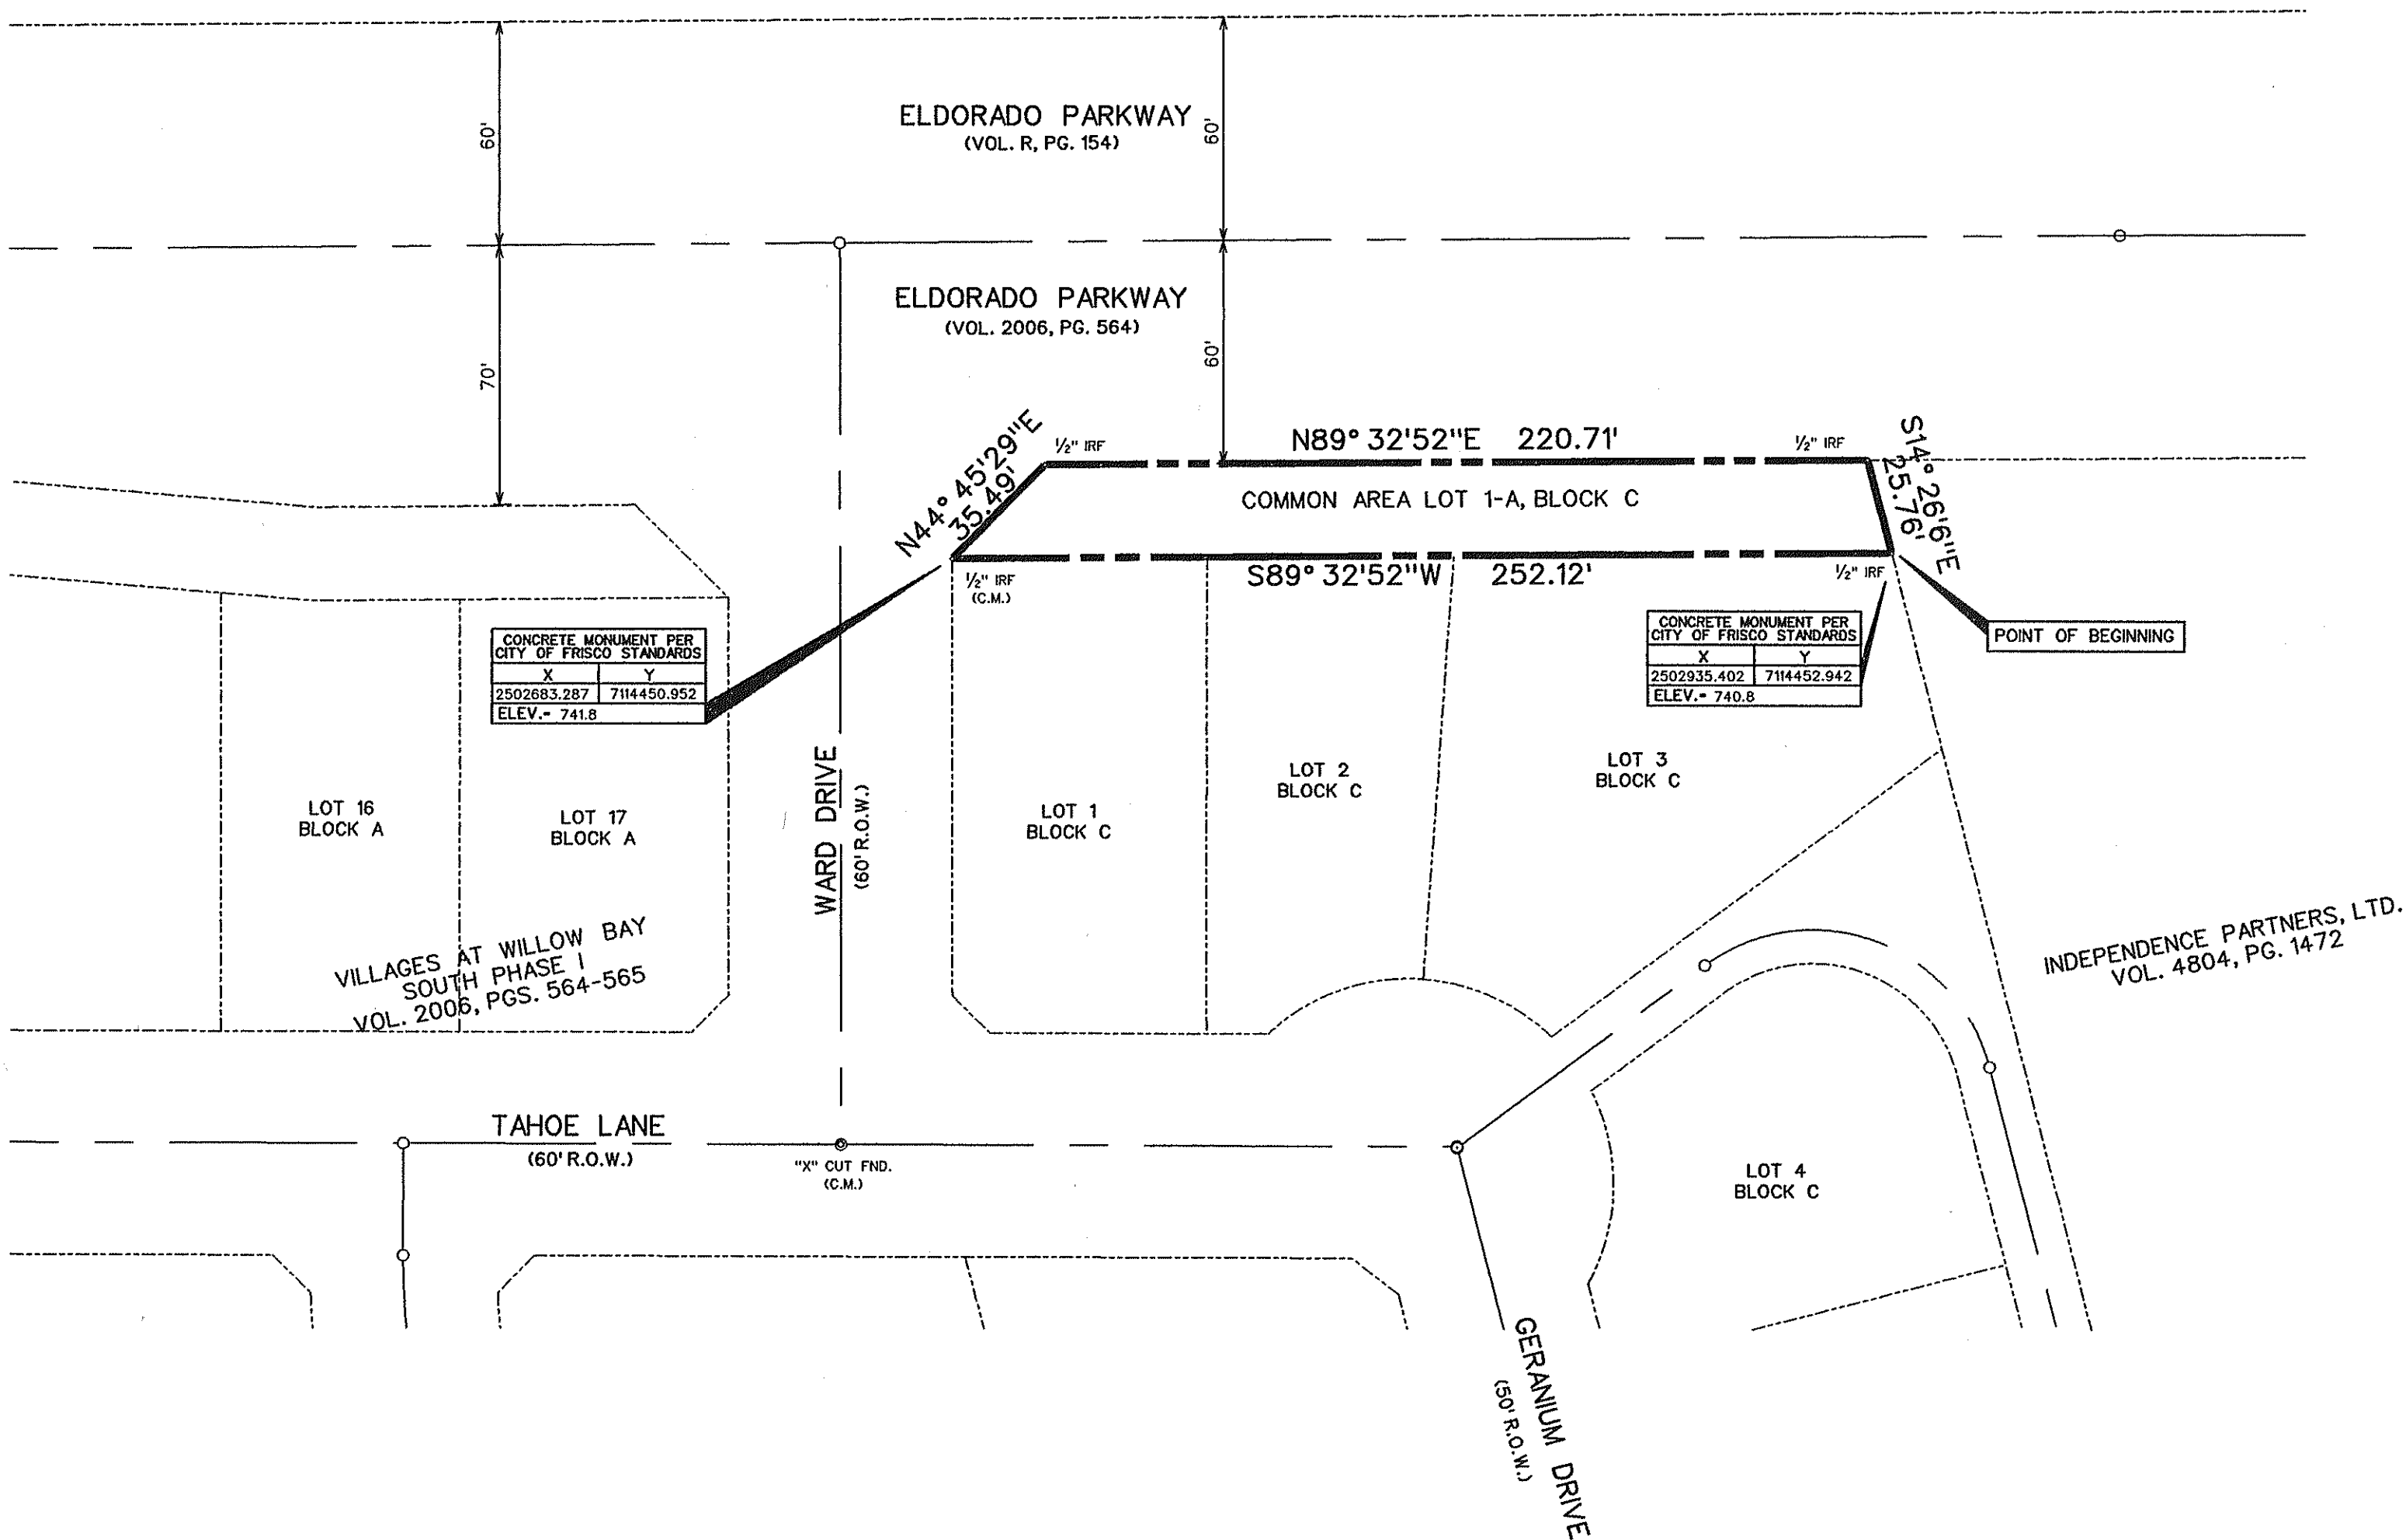 60'
ELDORADO PARKWAY
(VOL. R, PG. 154)
60'
70'
ELDORADO PARKWAY
(VOL. 2006, PG. 564)
60'
N44° 45'29"E
35.49'
1/2" IRF
N89° 32'52"E 220.71'
1/2" IRF
S14° 26'6"E
25.76'
COMMON AREA LOT 1-A, BLOCK C
1/2" IRF
(C.M.)
S89° 32'52"W 252.12'
1/2" IRF
CONCRETE MONUMENT PER
CITY OF FRISCO STANDARDS
X Y
2502683.287 7114450.952
ELEV.- 741.8
CONCRETE MONUMENT PER
CITY OF FRISCO STANDARDS
X Y
2502935.402 7114452.942
ELEV.- 740.8
POINT OF BEGINNING
LOT 16
BLOCK A
LOT 17
BLOCK A
WARD DRIVE
(60' R.O.W.)
LOT 1
BLOCK C
LOT 2
BLOCK C
LOT 3
BLOCK C
VILLAGES AT WILLOW BAY
SOUTH PHASE I
VOL. 2006, PGS. 564-565
INDEPENDENCE PARTNERS, LTD.
VOL. 4804, PG. 1472
TAHOE LANE
(60' R.O.W.)
"X" CUT FND.
(C.M.)
LOT 4
BLOCK C
GERANIUM DRIVE
(50' R.O.W.)